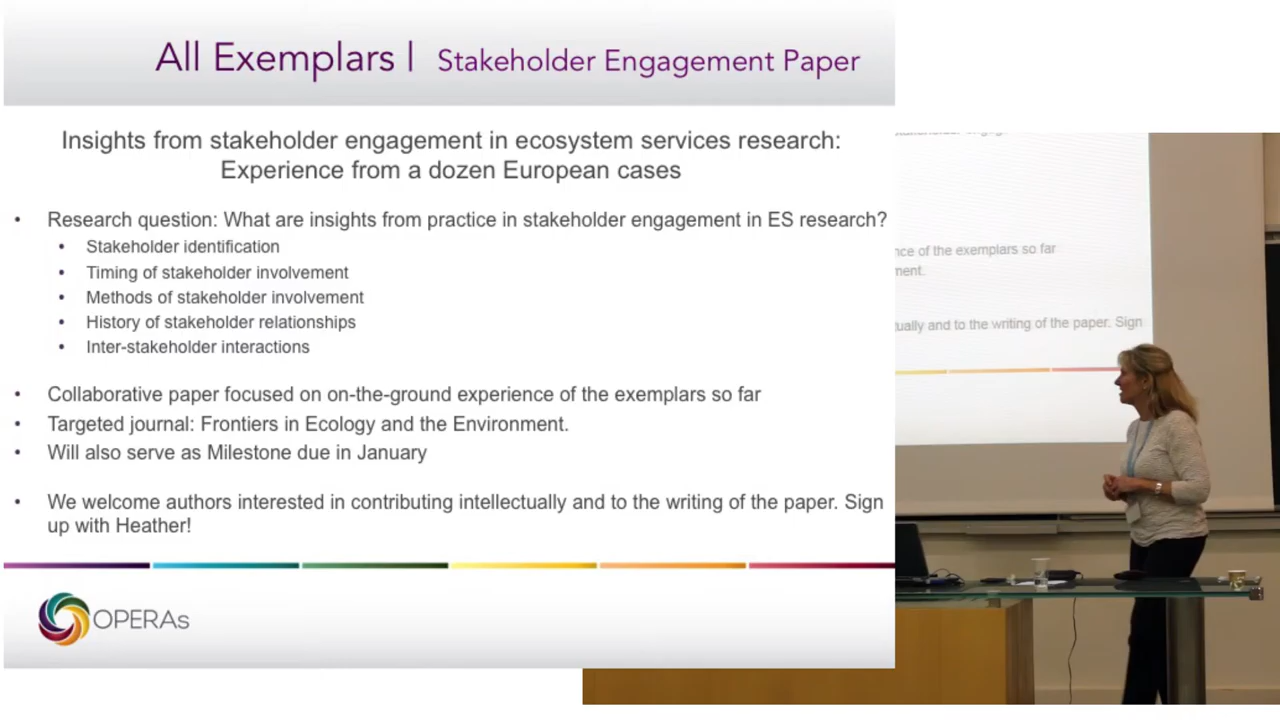 All Exemplars | Stakeholder Engagement Paper
Insights from stakeholder engagement in ecosystem services research:
Experience from a dozen European cases
• Research question: What are insights from practice in stakeholder engagement in ES research?
• Stakeholder identification
• Timing of stakeholder involvement
• Methods of stakeholder involvement
• History of stakeholder relationships
• Inter-stakeholder interactions
• Collaborative paper focused on on-the-ground experience of the exemplars so far
• Targeted journal: Frontiers in Ecology and the Environment.
• Will also serve as Milestone due in January
• We welcome authors interested in contributing intellectually and to the writing of the paper. Sign
up with Heather!
OPERAs
nce of the exemplars so far
ment.
ually and to the writing of the paper. Sign